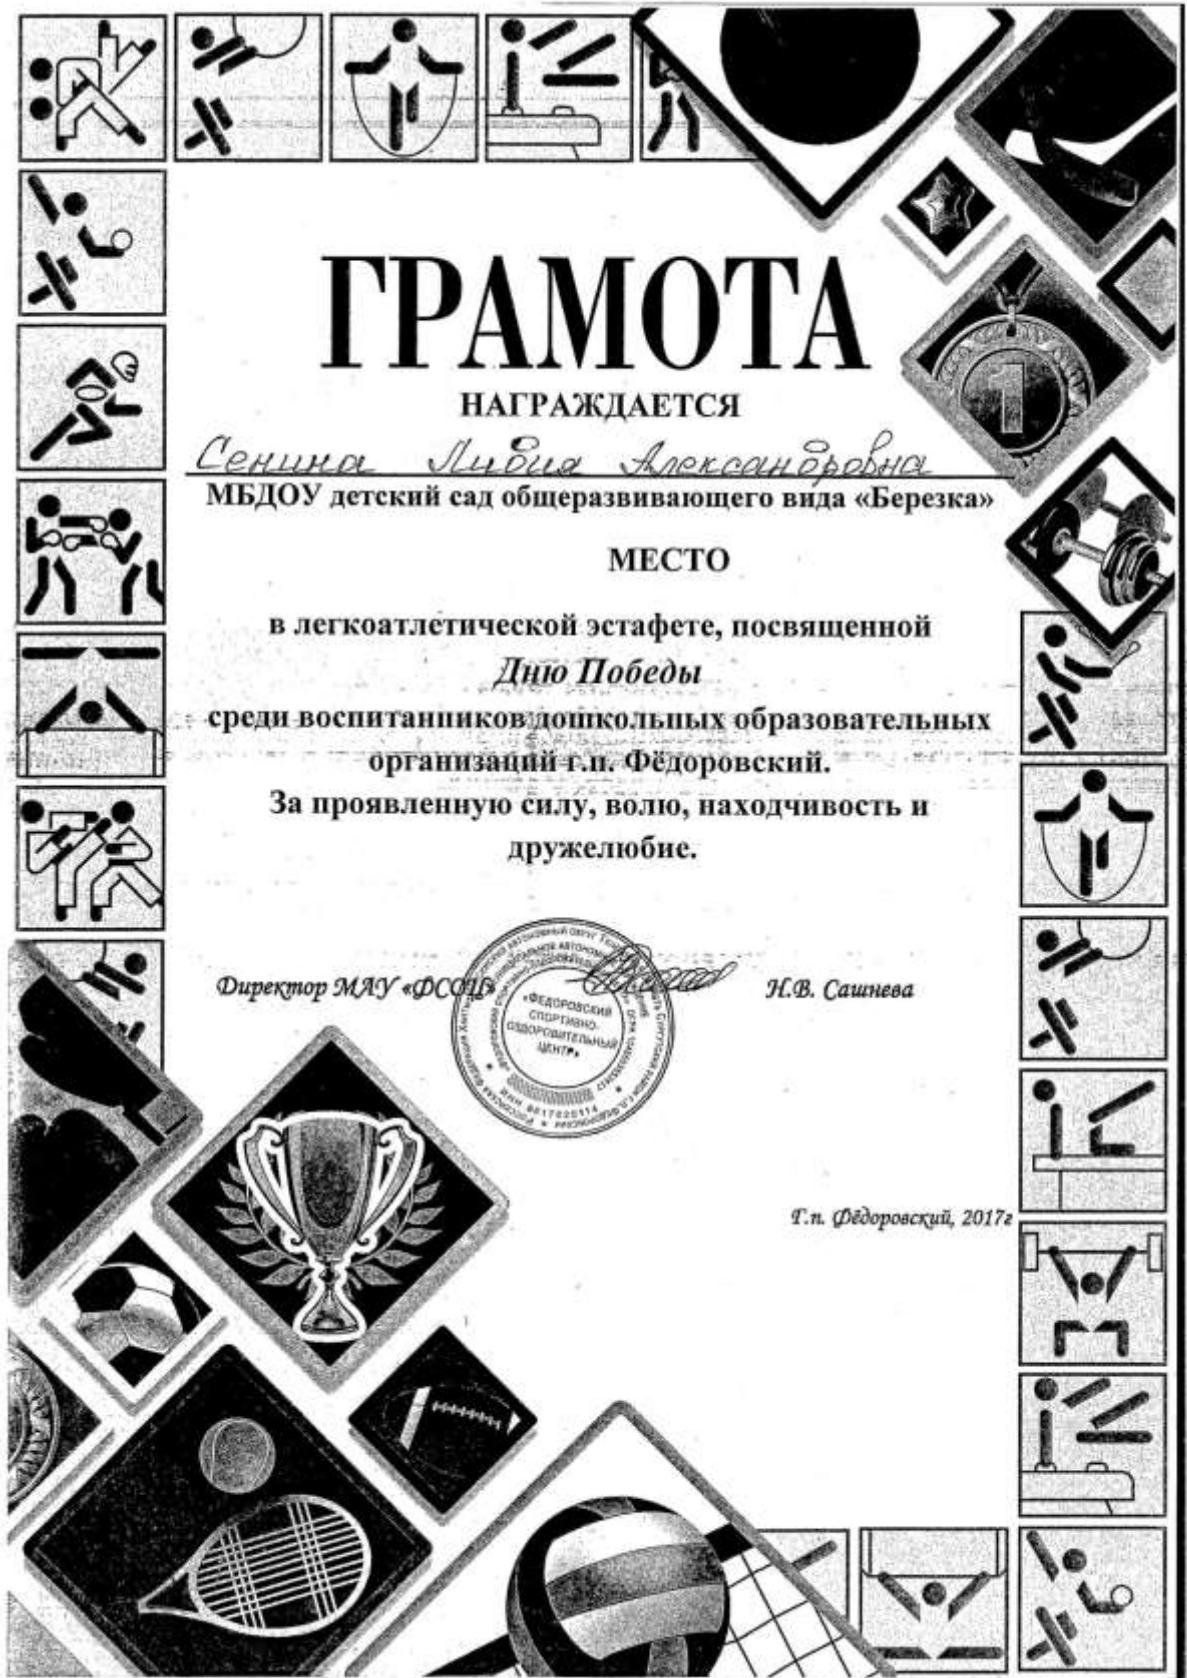 ГРАМОТА
НАГРАЖДАЕТСЯ
Сенина Лидия Александровна
МБДОУ детский сад общеразвивающего вида «Березка»
МЕСТО
в легкоатлетической эстафете, посвященной
Дню Победы
среди воспитанников дошкольных образовательных
организаций г.п. Фёдоровский.
За проявленную силу, волю, находчивость и
дружелюбие.
Директор МАУ «ФСОЦ»
Н.В. Сашнева
«ФЕДОРОВСКИЙ
СПОРТИВНО-
ОЗДОРОВИТЕЛЬНЫЙ
ЦЕНТР»
Г.п. Фёдоровский, 2017г
1